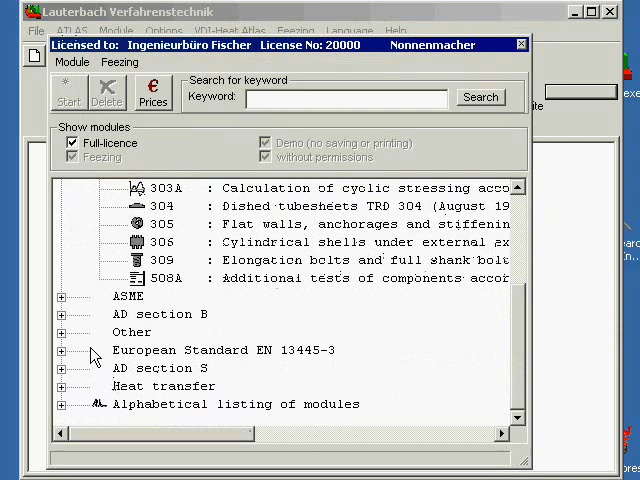 Lauterbach Verfahrenstechnik
File ATLAS Module Options VDI-Heat Atlas Feezing Language Help
Licensed to: Ingenieurbüro Fischer License No: 20000 Nonnenmacher
Module Feezing
Start Delete Prices
Search for keyword
Keyword: Search
Show modules
Full-licence Demo (no saving or printing)
Feezing without permissions
303A : Calculation of cyclic stressing acco
304 : Dished tubesheets TRD 304 (August 19
305 : Flat walls, anchorages and stiffenin
306 : Cylindrical shells under external ex
309 : Elongation bolts and full shank bolt
508A : Additional tests of components accor
ASME
AD section B
Other
European Standard EN 13445-3
AD section S
Heat transfer
Alphabetical listing of modules